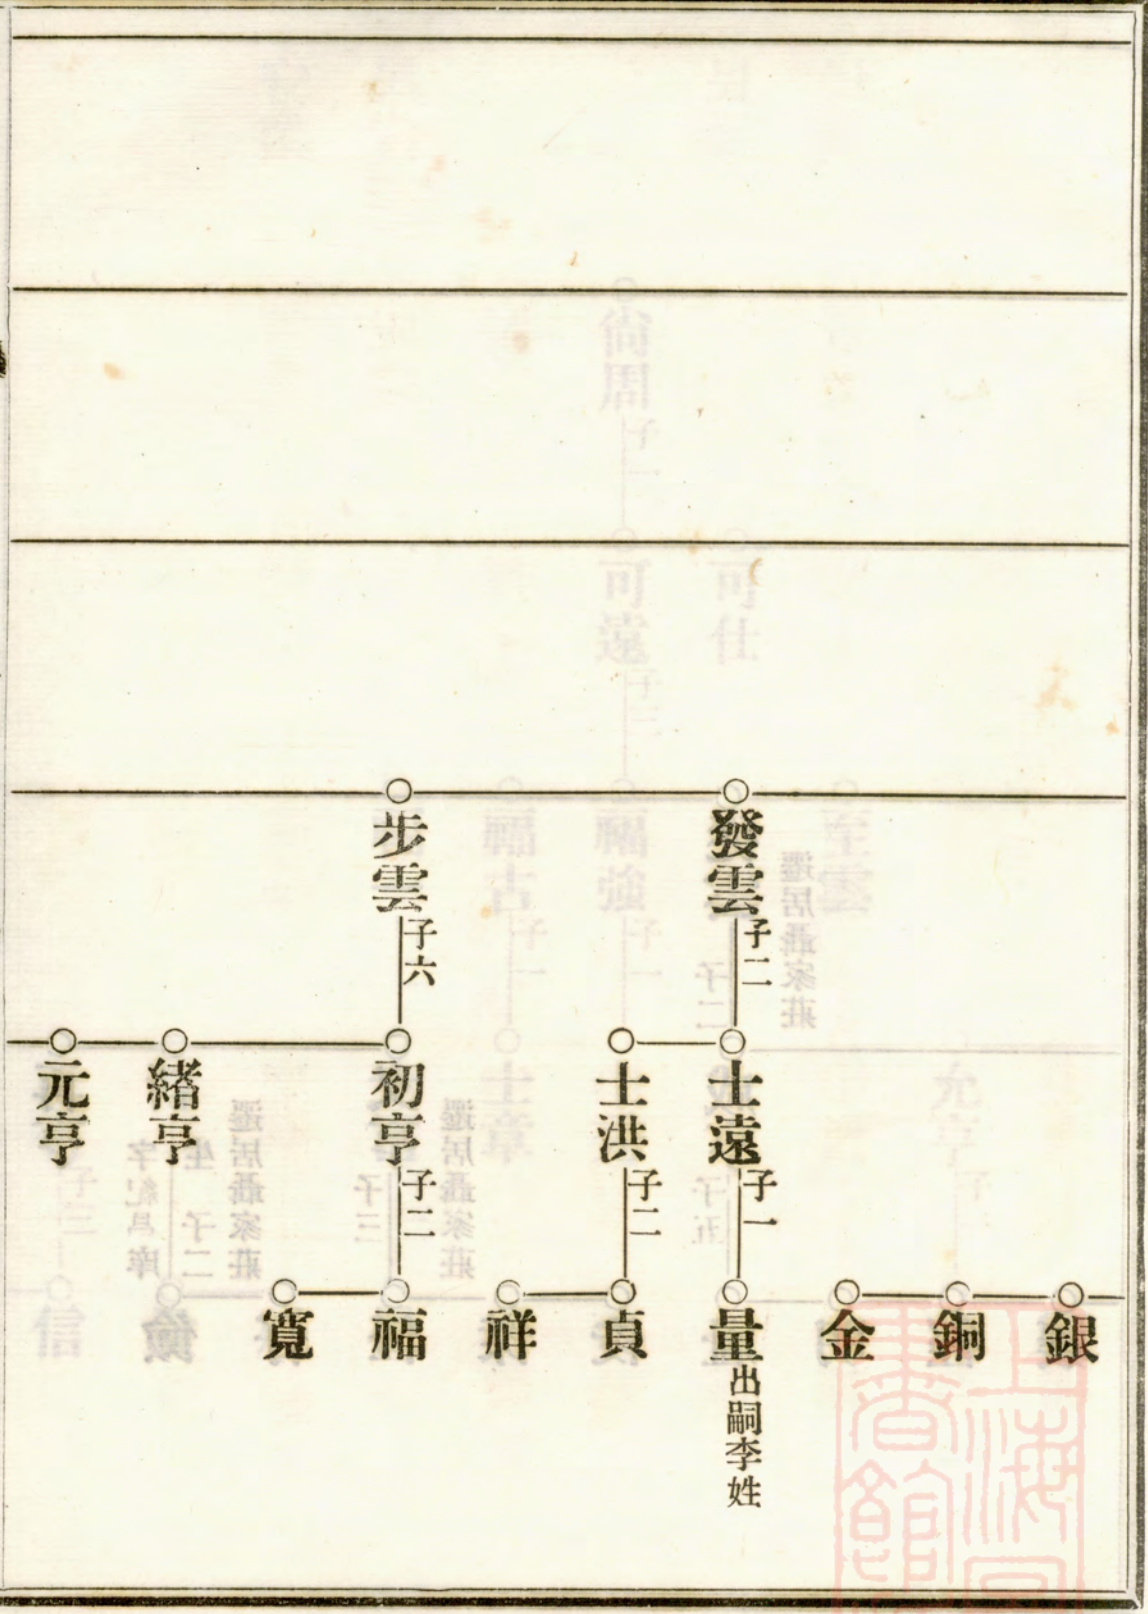 發雲
子二
步雲
子六
士遠
子一
士洪
子二
初亨
子二
緒亨
元亨
銀
銅
金
量
出嗣李姓
貞
祥
福
寬